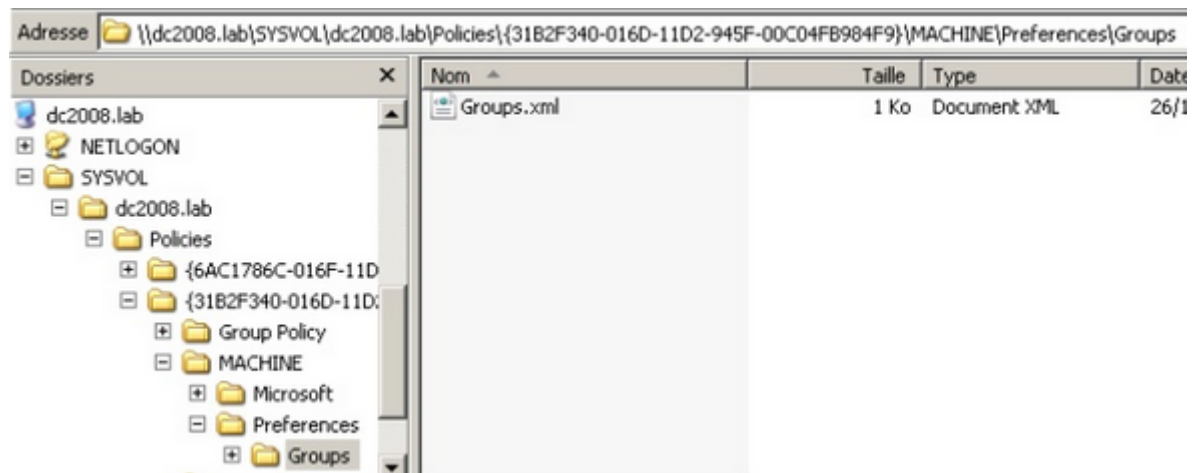 Adresse \\dc2008.lab\SYSVOL\dc2008.lab\Policies\{31B2F340-016D-11D2-945F-00C04FB984F9}\MACHINE\Preferences\Groups
Dossiers
Nom Taille Type Date
Groups.xml 1 Ko Document XML 26/1
dc2008.lab
NETLOGON
SYSVOL
dc2008.lab
Policies
{6AC1786C-016F-11D
{31B2F340-016D-11D
Group Policy
MACHINE
Microsoft
Preferences
Groups